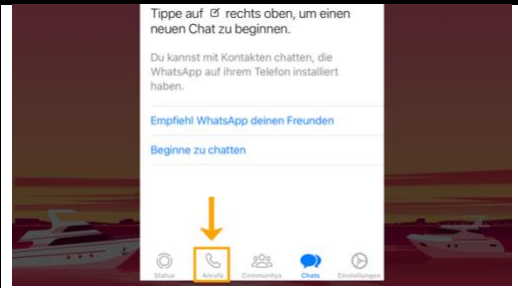 Tippe auf rechts oben, um einen
neuen Chat zu beginnen.
Du kannst mit Kontakten chatten, die
WhatsApp auf ihrem Telefon installiert
haben.
Empfiehl WhatsApp deinen Freunden
Beginne zu chatten
Status Anrufe Communitys Chats Einstellungen